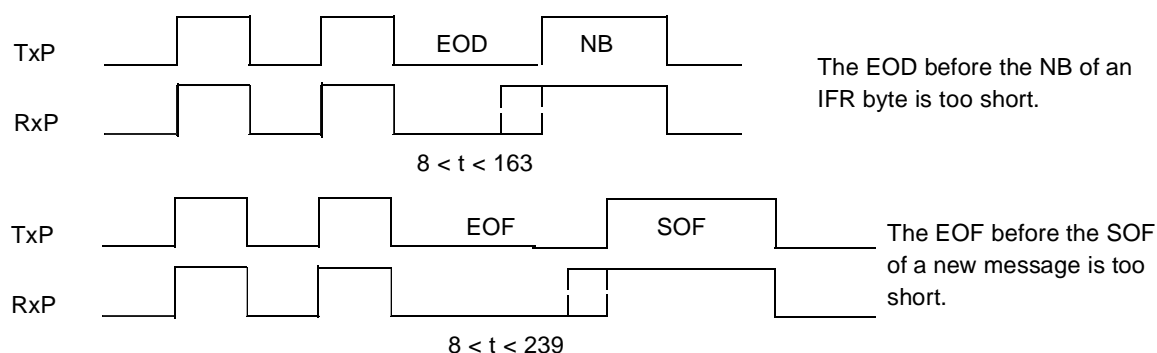 TxP
EOD
NB
The EOD before the NB of an
IFR byte is too short.
RxP
8 < t < 163
TxP
EOF
SOF
The EOF before the SOF
of a new message is too
short.
RxP
8 < t < 239